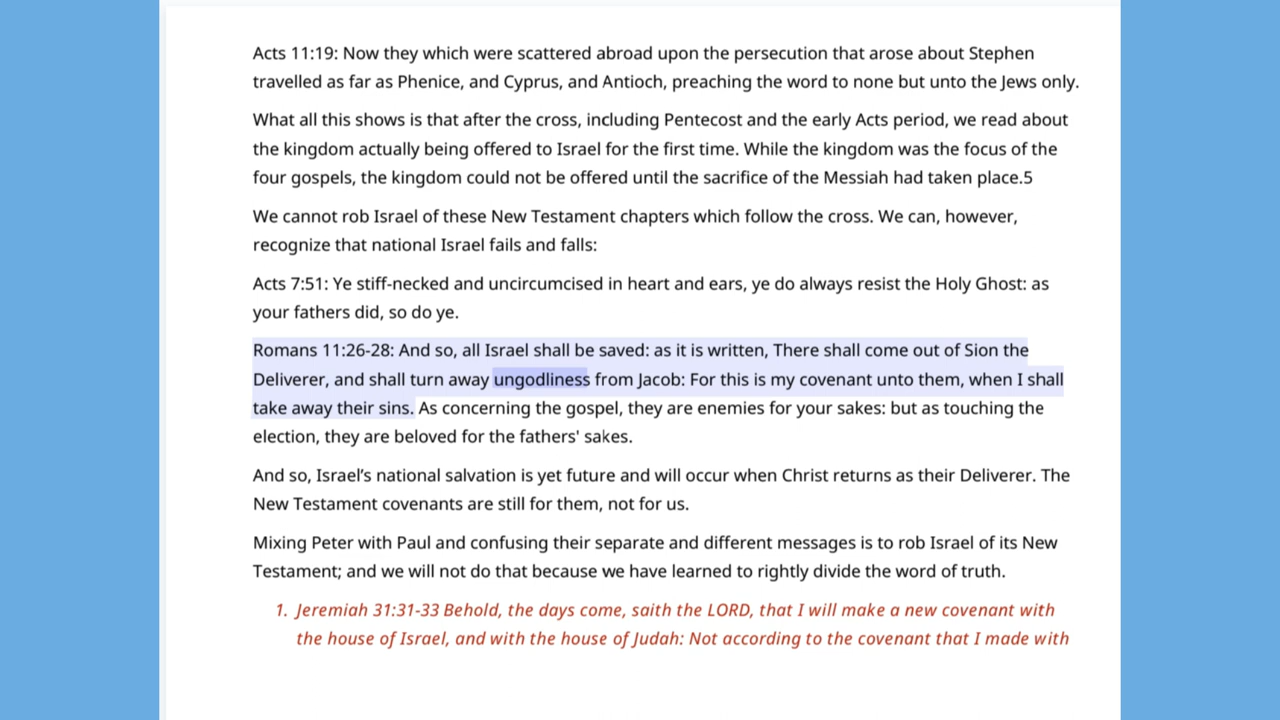 Acts 11:19: Now they which were scattered abroad upon the persecution that arose about Stephen
travelled as far as Phenice, and Cyprus, and Antioch, preaching the word to none but unto the Jews only.
What all this shows is that after the cross, including Pentecost and the early Acts period, we read about
the kingdom actually being offered to Israel for the first time. While the kingdom was the focus of the
four gospels, the kingdom could not be offered until the sacrifice of the Messiah had taken place.5
We cannot rob Israel of these New Testament chapters which follow the cross. We can, however,
recognize that national Israel fails and falls:
Acts 7:51: Ye stiff-necked and uncircumcised in heart and ears, ye do always resist the Holy Ghost: as
your fathers did, so do ye.
Romans 11:26-28: And so, all Israel shall be saved: as it is written, There shall come out of Sion the
Deliverer, and shall turn away ungodliness from Jacob: For this is my covenant unto them, when I shall
take away their sins. As concerning the gospel, they are enemies for your sakes: but as touching the
election, they are beloved for the fathers' sakes.
And so, Israel’s national salvation is yet future and will occur when Christ returns as their Deliverer. The
New Testament covenants are still for them, not for us.
Mixing Peter with Paul and confusing their separate and different messages is to rob Israel of its New
Testament; and we will not do that because we have learned to rightly divide the word of truth.
1. Jeremiah 31:31-33 Behold, the days come, saith the LORD, that I will make a new covenant with
the house of Israel, and with the house of Judah: Not according to the covenant that I made with